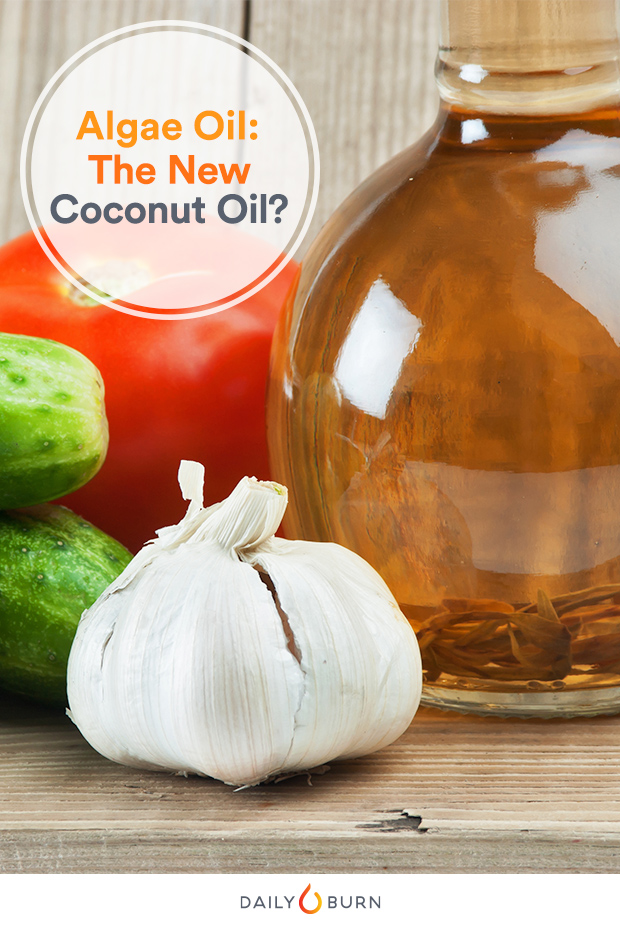 Algae Oil:
The New
Coconut Oil?
DAILY BURN